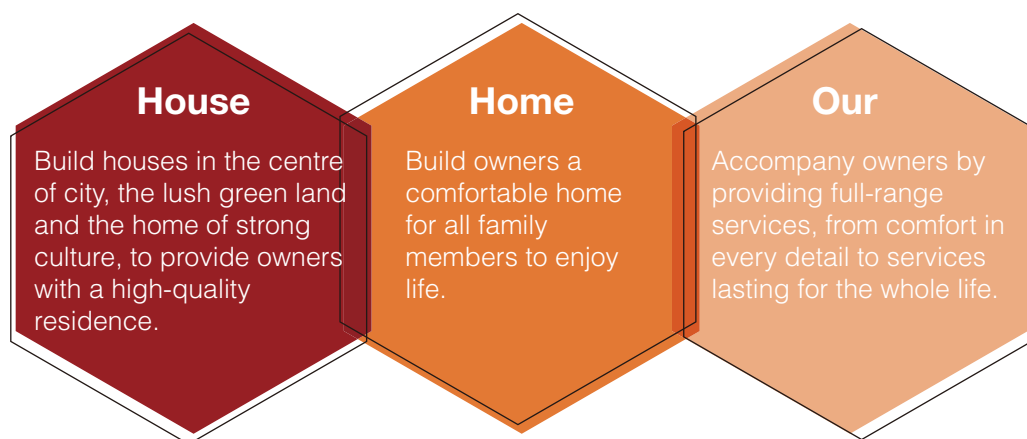 House
Build houses in the centre
of city, the lush green land
and the home of strong
culture, to provide owners
with a high-quality
residence.
Home
Build owners a
comfortable home
for all family
members to enjoy
life.
Our
Accompany owners by
providing full-range
services, from comfort in
every detail to services
lasting for the whole life.